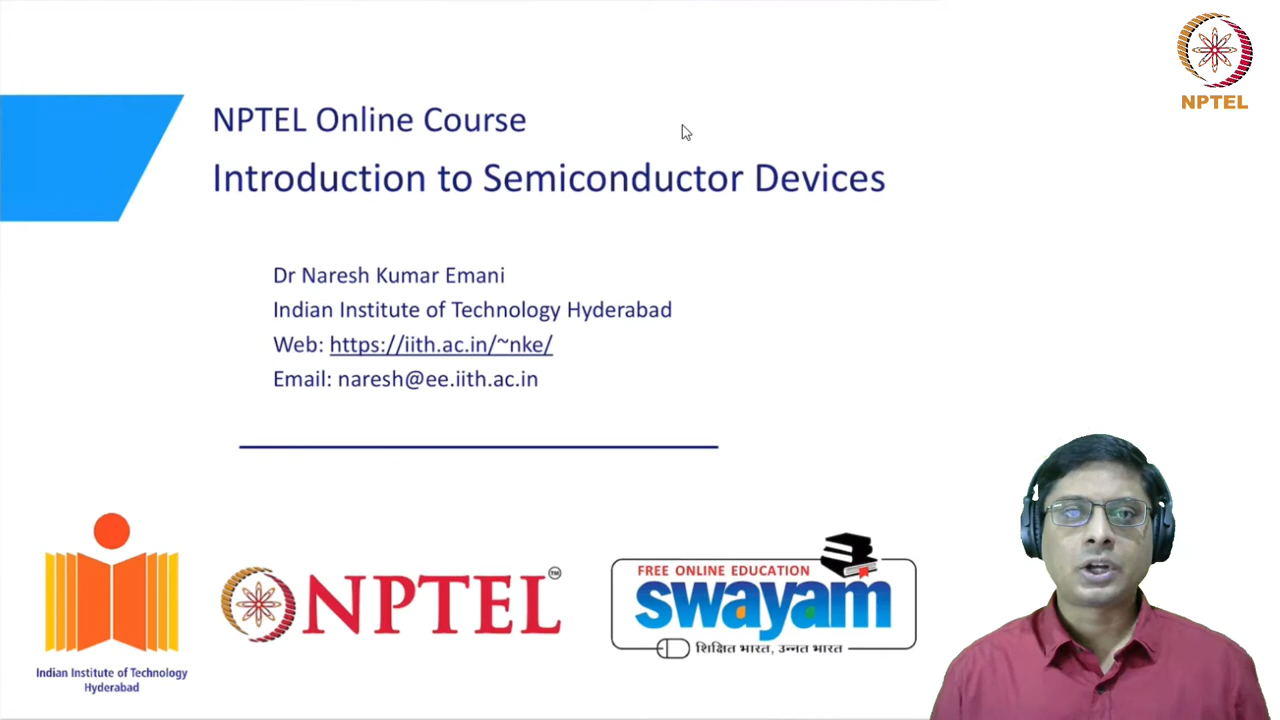 NPTEL
NPTEL Online Course
Introduction to Semiconductor Devices
Dr Naresh Kumar Emani
Indian Institute of Technology Hyderabad
Web: https://iith.ac.in/~nke/
Email: naresh@ee.iith.ac.in
Indian Institute of Technology
Hyderabad
NPTEL™
FREE ONLINE EDUCATION
swayam
शिक्षित भारत, उन्नत भारत